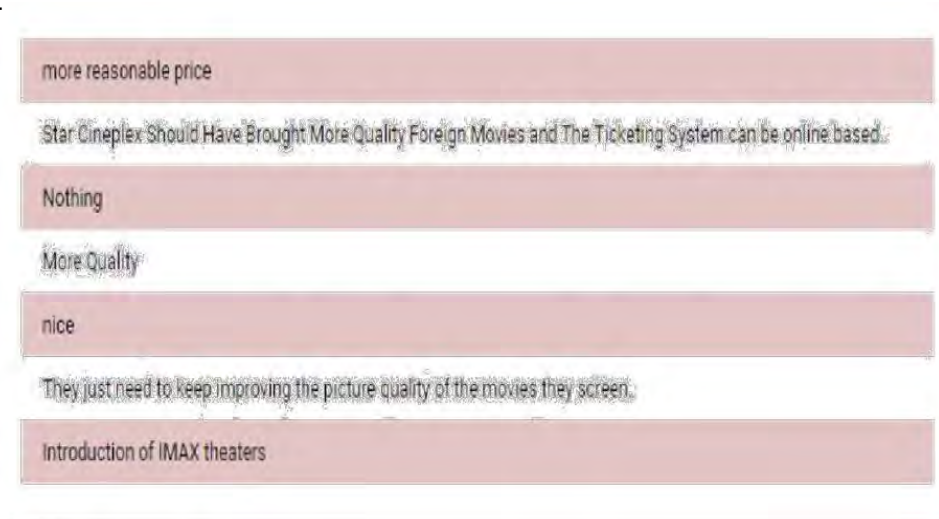 more reasonable price
Star Cineplex Should Have Brought More Quality Foreign Movies and The Ticketing System can be online based.
Nothing
More Quality
nice
They just need to keep improving the picture quality of the movies they screen.
Introduction of IMAX theaters